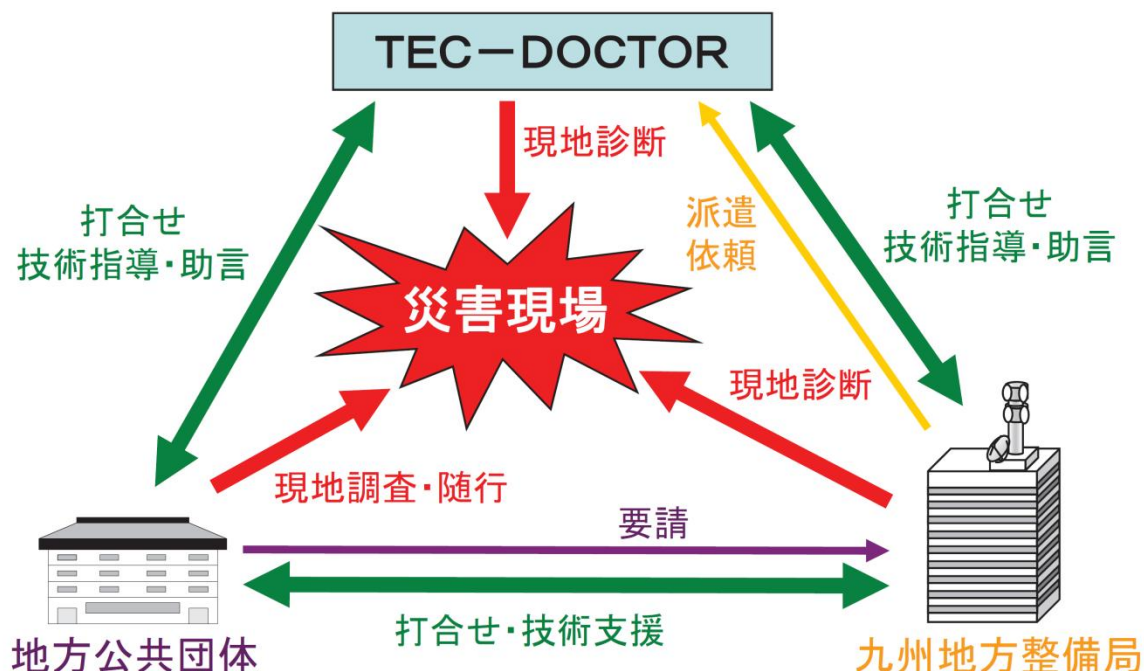 TEC－DOCTOR
現地診断
打合せ
技術指導・助言
派遣
依頼
打合せ
技術指導・助言
災害現場
現地診断
現地調査・随行
要請
打合せ・技術支援
地方公共団体
九州地方整備局